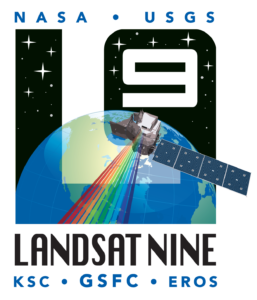 NASA • USGS
L9
LANDSAT NINE
KSC • GSFC • EROS